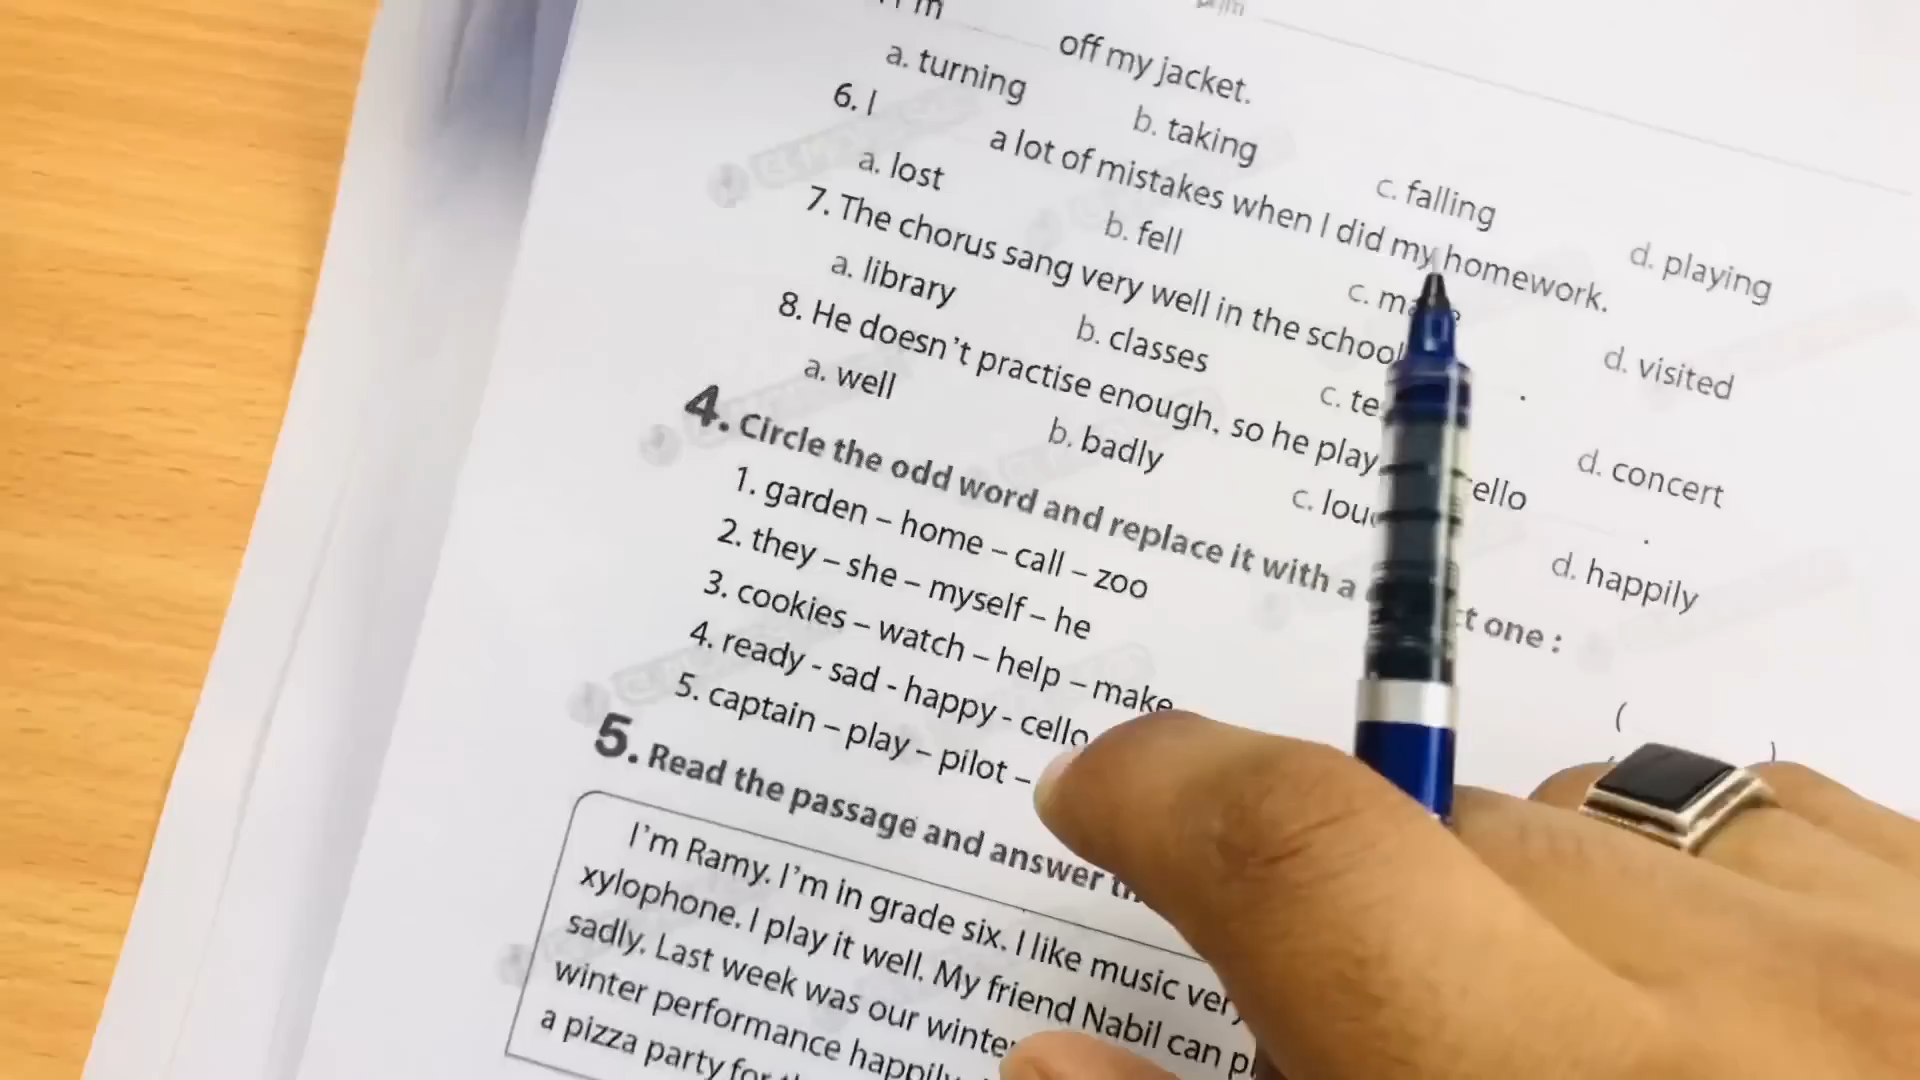 off my jacket.
a. turning b. taking c. falling d. playing
6. I a lot of mistakes when I did my homework.
a. lost b. fell c. d. visited
7. The chorus sang very well in the school .
a. library b. classes c. d. concert
8. He doesn't practise enough, so he play .
a. well b. badly c. d. happily
4. Circle the odd word and replace it with a one :
1. garden – home – call – zoo ( )
2. they – she – myself – he (
3. cookies – watch – help – make
4. ready - sad - happy - cello
5. captain – play – pilot –
5. Read the passage and answer
I'm Ramy. I'm in grade six. I like music
xylophone. I play it well. My friend Nabil can
sadly. Last week was our
winter performance happily
a pizza party for